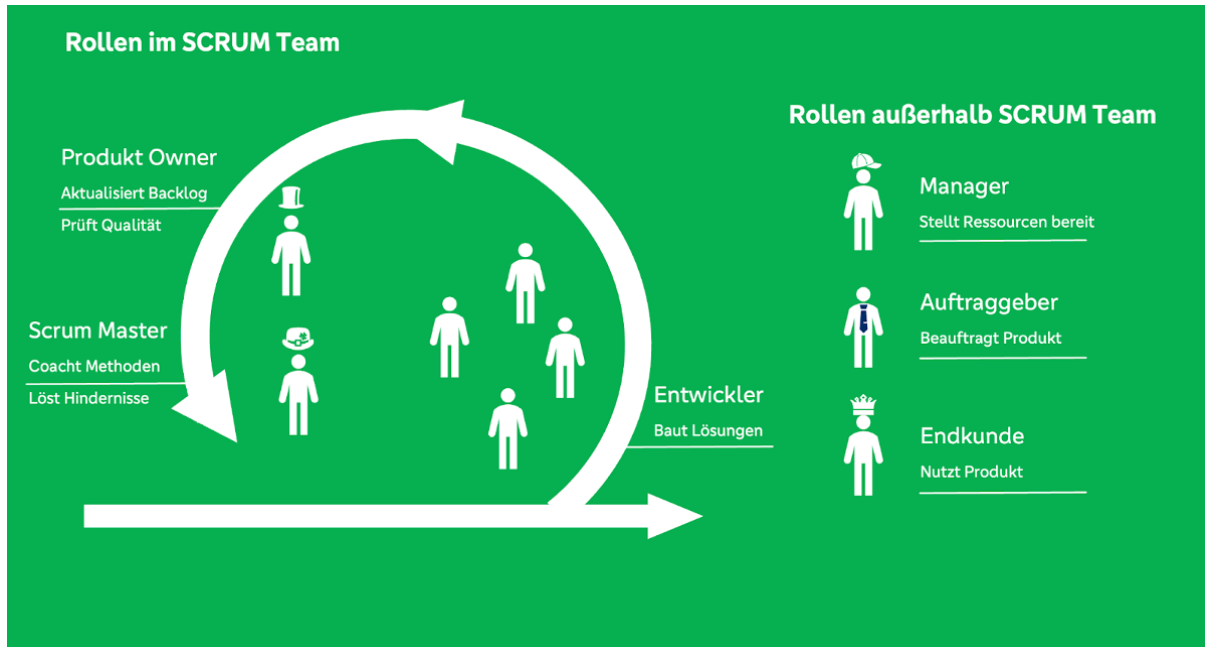 Rollen im SCRUM Team
Produkt Owner
Aktualisiert Backlog
Prüft Qualität
Scrum Master
Coacht Methoden
Löst Hindernisse
Entwickler
Baut Lösungen
Rollen außerhalb SCRUM Team
Manager
Stellt Ressourcen bereit
Auftraggeber
Beauftragt Produkt
Endkunde
Nutzt Produkt